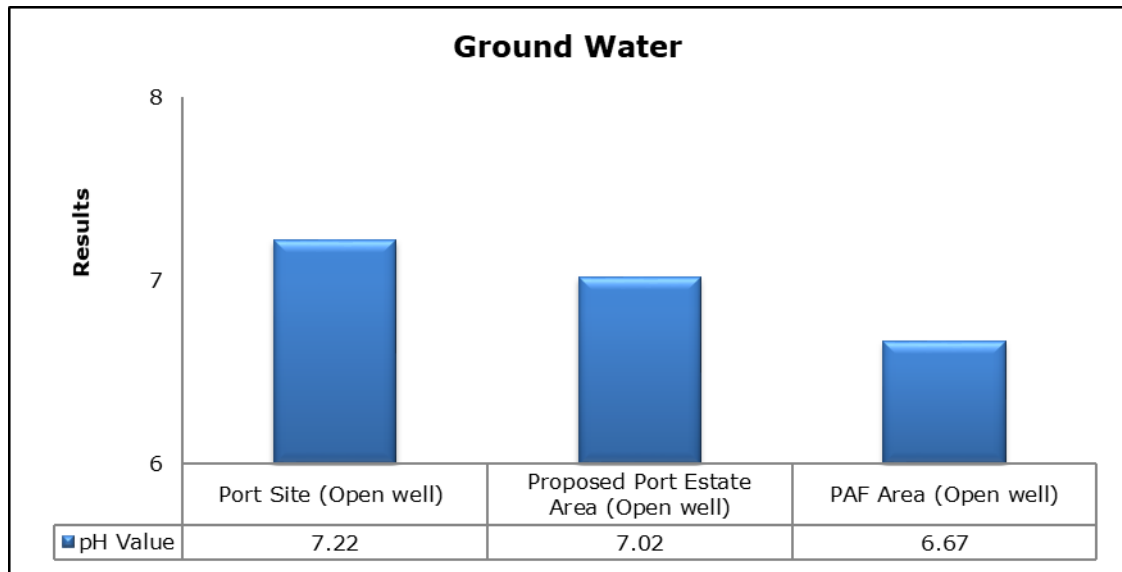 Ground Water
8
7
6
Results
Port Site (Open well)
Proposed Port Estate
Area (Open well)
PAF Area (Open well)
pH Value
7.22
7.02
6.67